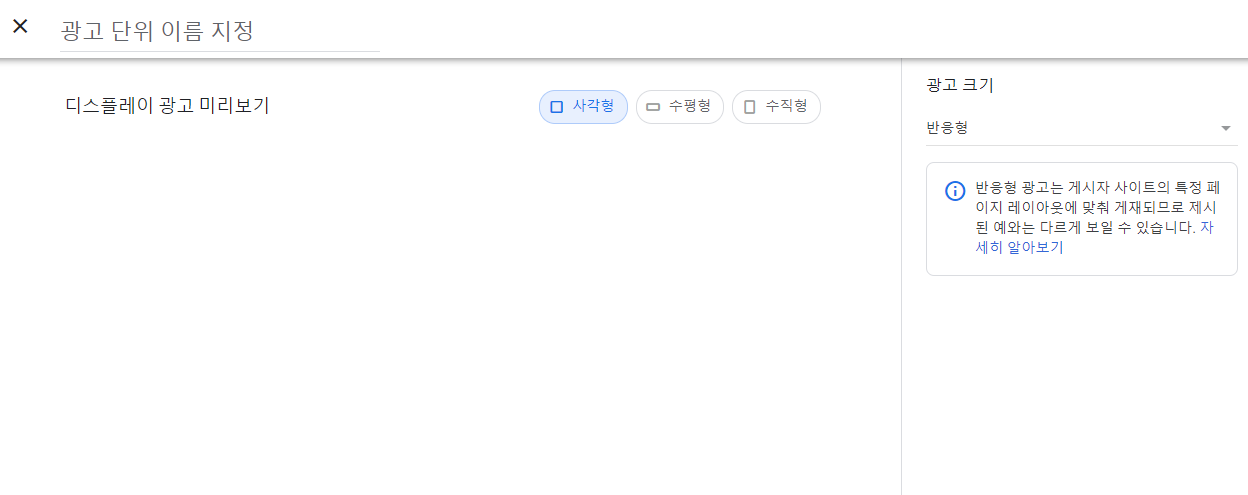 광고 단위 이름 지정
디스플레이 광고 미리보기
사각형
수평형
수직형
광고 크기
반응형
반응형 광고는 게시자 사이트의 특정 페
이지 레이아웃에 맞춰 게재되므로 제시
된 예와는 다르게 보일 수 있습니다. 자
세히 알아보기